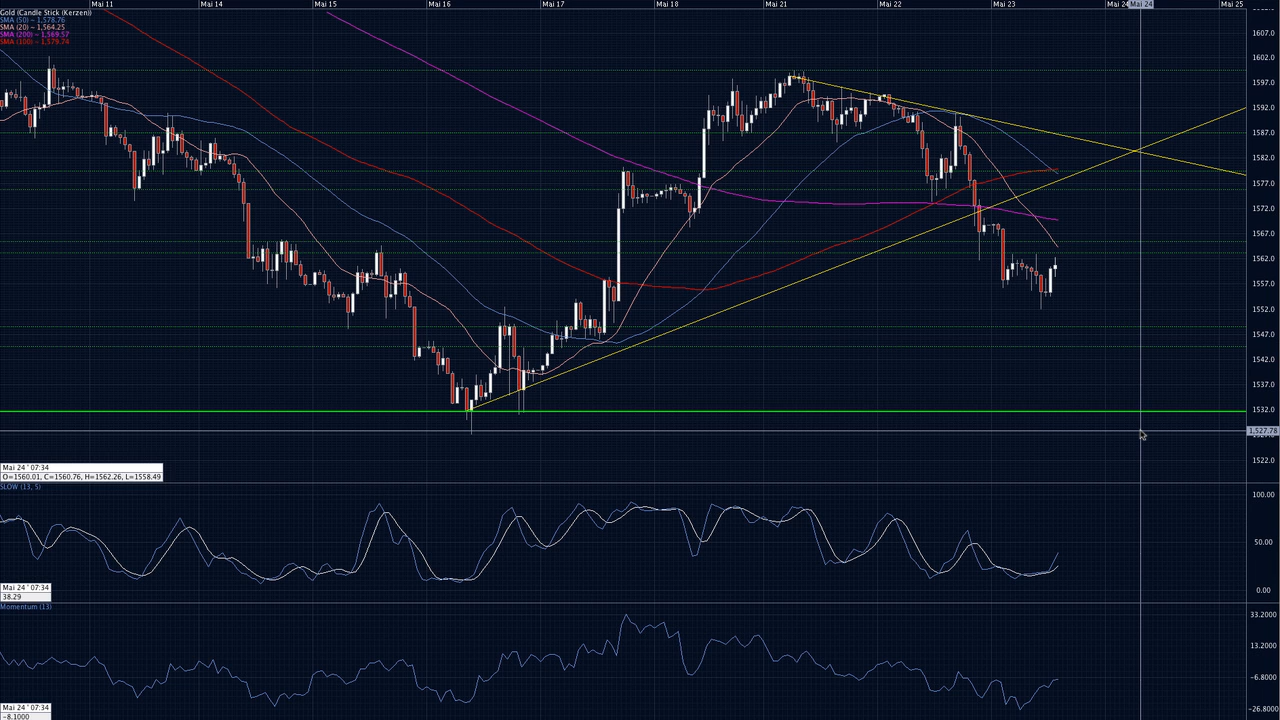 Mai 11 Mai 14 Mai 15 Mai 16 Mai 17 Mai 18 Mai 21 Mai 22 Mai 23 Mai 24 Mai 24 Mai 25
Gold (Candle Stick (Kerzen))
SMA (50) ~ 1,578.76
SMA (20) ~ 1,564.25
SMA (200) ~ 1,569.57
SMA (100) ~ 1,579.74
1607.0
1602.0
1597.0
1592.0
1587.0
1582.0
1577.0
1572.0
1567.0
1562.0
1557.0
1552.0
1547.0
1542.0
1537.0
1532.0
1,527.78
1522.0
Mai 24 ' 07:34
O=1560.01, C=1560.76, H=1562.26, L=1558.49
SLOW (13, 5)
100.00
50.00
0.00
Mai 24 ' 07:34
38.29
Momentum (13)
33.2000
13.2000
-6.8000
-26.8000
Mai 24 ' 07:34
-8.1000